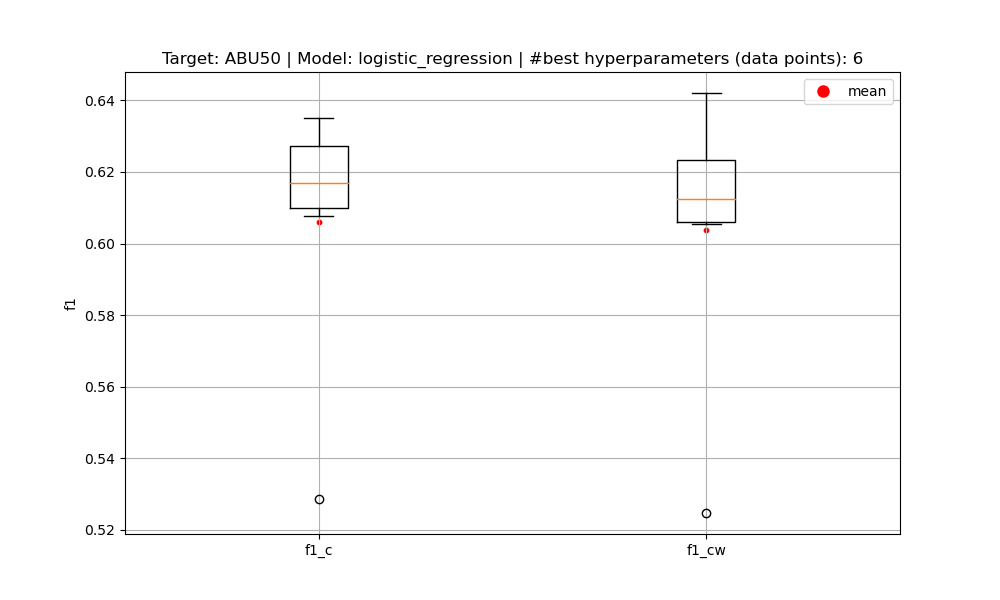 Target: ABU50 | Model: logistic_regression | #best hyperparameters (data points): 6
mean
0.64
0.62
0.60
0.58
0.56
0.54
0.52
f1
f1_c
f1_cw